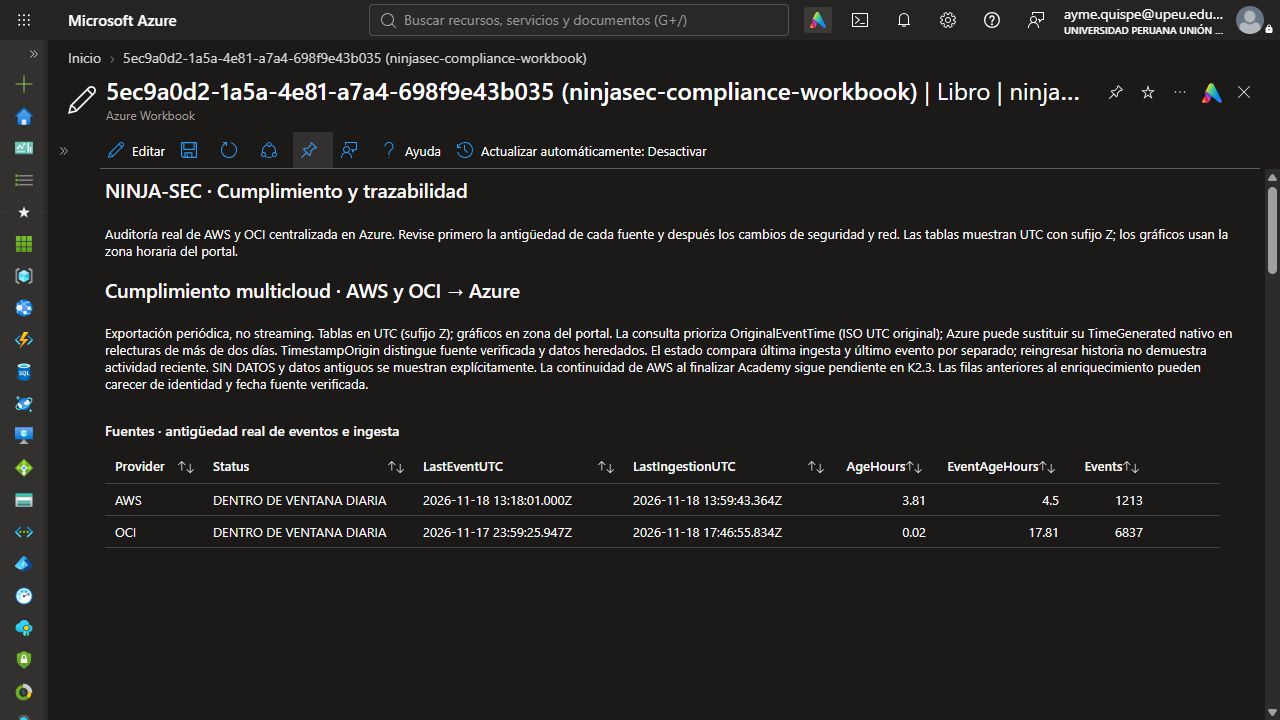 Microsoft Azure
Buscar recursos, servicios y documentos (G+/)
ayme.quispe@upeu.edu...
UNIVERSIDAD PERUANA UNIÓN ...
Inicio > 5ec9a0d2-1a5a-4e81-a7a4-698f9e43b035 (ninjasec-compliance-workbook)
5ec9a0d2-1a5a-4e81-a7a4-698f9e43b035 (ninjasec-compliance-workbook) | Libro | ninja...
Azure Workbook
Editar
Ayuda
Actualizar automáticamente: Desactivar
NINJA-SEC · Cumplimiento y trazabilidad
Auditoría real de AWS y OCI centralizada en Azure. Revise primero la antigüedad de cada fuente y después los cambios de seguridad y red. Las tablas muestran UTC con sufijo Z; los gráficos usan la
zona horaria del portal.
Cumplimiento multicloud · AWS y OCI → Azure
Exportación periódica, no streaming. Tablas en UTC (sufijo Z); gráficos en zona del portal. La consulta prioriza OriginalEventTime (ISO UTC original); Azure puede sustituir su TimeGenerated nativo en
relecturas de más de dos días. TimestampOrigin distingue fuente verificada y datos heredados. El estado compara última ingesta y último evento por separado; reingresar historia no demuestra
actividad reciente. SIN DATOS y datos antiguos se muestran explícitamente. La continuidad de AWS al finalizar Academy sigue pendiente en K2.3. Las filas anteriores al enriquecimiento pueden
carecer de identidad y fecha fuente verificada.
Fuentes · antigüedad real de eventos e ingesta
Provider Status LastEventUTC LastIngestionUTC AgeHours EventAgeHours Events
AWS DENTRO DE VENTANA DIARIA 2026-11-18 13:18:01.000Z 2026-11-18 13:59:43.364Z 3.81 4.5 1213
OCI DENTRO DE VENTANA DIARIA 2026-11-17 23:59:25.947Z 2026-11-18 17:46:55.834Z 0.02 17.81 6837